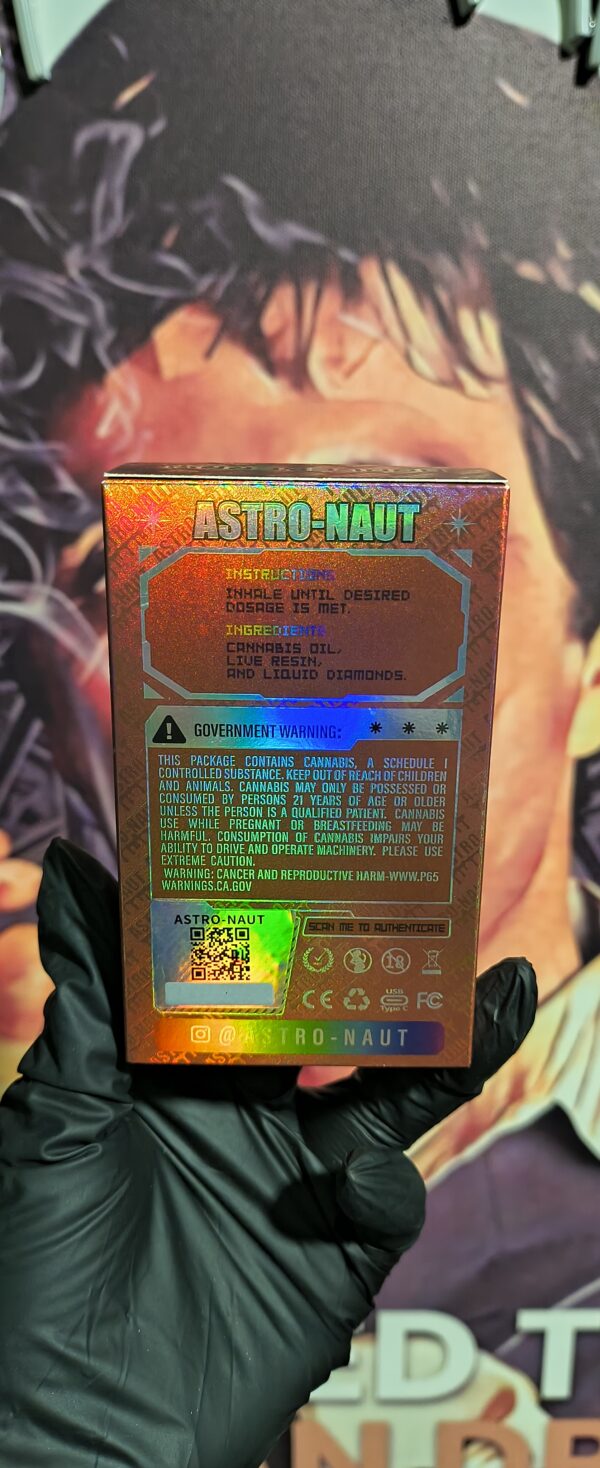 ASTRO-NAUT
INSTRUCTIONS
INHALE UNTIL DESIRED
DOSAGE IS MET.
INGREDIENTS
CANNABIS OIL,
LIVE RESIN,
AND LIQUID DIAMONDS.
! GOVERNMENT WARNING: * * *
THIS PACKAGE CONTAINS CANNABIS, A SCHEDULE I
CONTROLLED SUBSTANCE. KEEP OUT OF REACH OF CHILDREN
AND ANIMALS. CANNABIS MAY ONLY BE POSSESSED OR
CONSUMED BY PERSONS 21 YEARS OF AGE OR OLDER
UNLESS THE PERSON IS A QUALIFIED PATIENT. CANNABIS
USE WHILE PREGNANT OR BREASTFEEDING MAY BE
HARMFUL. CONSUMPTION OF CANNABIS IMPAIRS YOUR
ABILITY TO DRIVE AND OPERATE MACHINERY. PLEASE USE
EXTREME CAUTION.
WARNING: CANCER AND REPRODUCTIVE HARM-WWW.P65
WARNINGS.CA.GOV
ASTRO-NAUT
SCAN ME TO AUTHENTICATE
18
CE
USB
Type C
FC
@ASTRO-NAUT
ED T
N DR